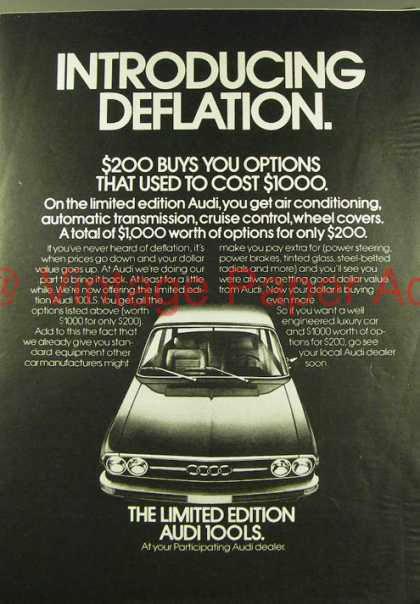 INTRODUCING
DEFLATION.
$200 BUYS YOU OPTIONS
THAT USED TO COST $1000.
On the limited edition Audi, you get air conditioning,
automatic transmission, cruise control, wheel covers.
A total of $1,000 worth of options for only $200.
If you've never heard of deflation, it's
when prices go down and your dollar
value goes up. At Audi we're doing our
part to bring it back. At least for a little
while. We're now offering the limited edi-
tion Audi 100LS. You get all the
options listed above (worth
$1000 for only $200).
Add to this the fact that
we already give you stan-
dard equipment other
car manufacturers might
make you pay extra for (power steering,
power brakes, tinted glass, steel-belted
radials and more) and you'll see you
were always getting good dollar value
from Audi. Now your dollar is buying
even more.
So if you want a well
engineered luxury car
and $1000 worth of op-
tions for $200, go see
your local Audi dealer
soon.
THE LIMITED EDITION
AUDI 100LS.
At your Participating Audi dealer.
© Vintage Paper Ads